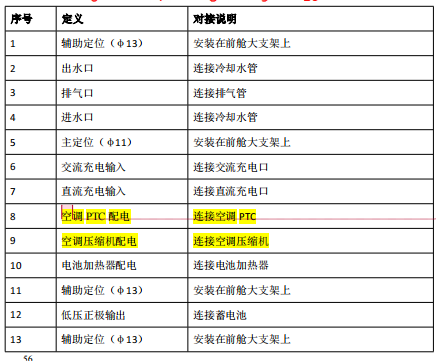 序号 定义 对接说明
1 辅助定位（φ13） 安装在前舱大支架上
2 出水口 连接冷却水管
3 排气口 连接排气管
4 进水口 连接冷却水管
5 主定位（φ11） 安装在前舱大支架上
6 交流充电输入 连接交流充电口
7 直流充电输入 连接直流充电口
8 空调 PTC 配电 连接空调 PTC
9 空调压缩机配电 连接空调压缩机
10 电池加热器配电 连接电池加热器
11 辅助定位（φ13） 安装在前舱大支架上
12 低压正极输出 连接蓄电池
13 辅助定位（φ13） 安装在前舱大支架上
56